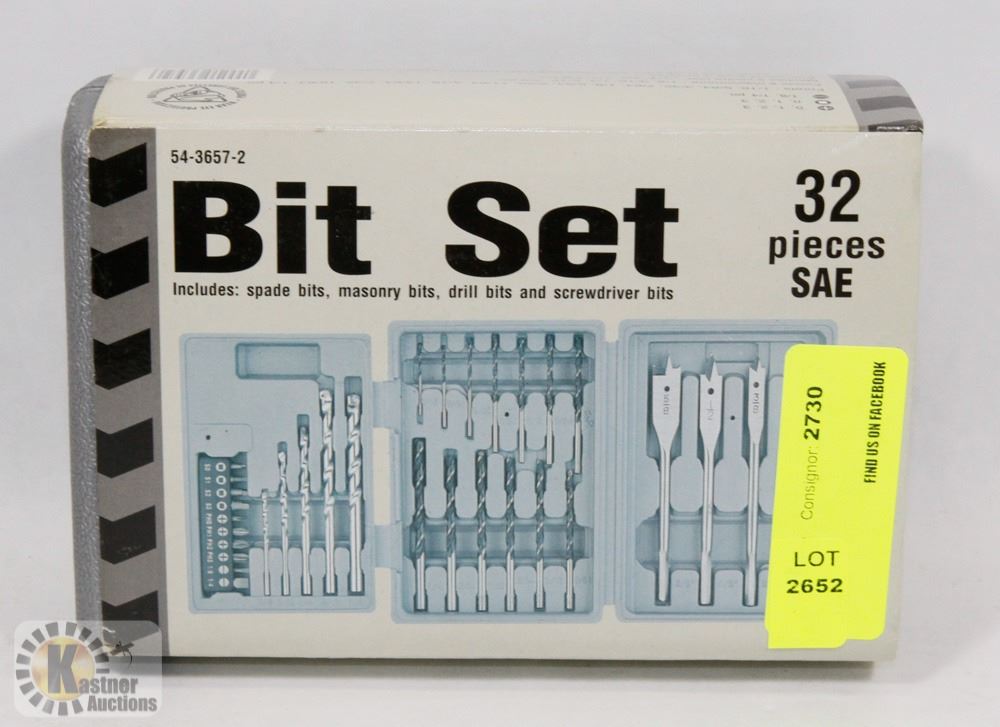 54-3657-2
Bit Set
Includes: spade bits, masonry bits, drill bits and screwdriver bits
32
pieces
SAE
Consignor: 2730
FIND US ON FACEBOOK
LOT
2652
Kastner
Auctions